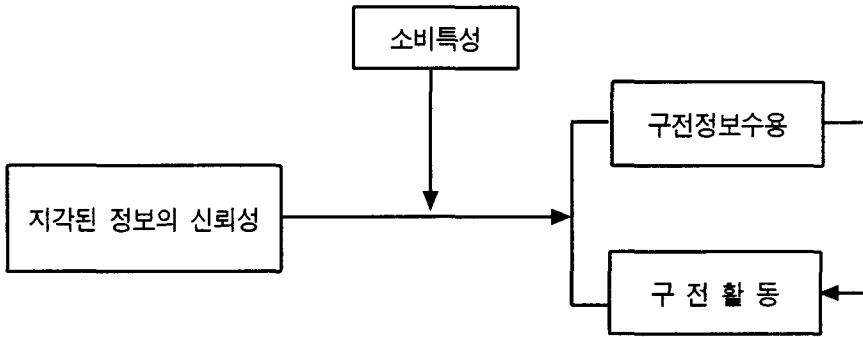 소비특성
구전정보수용
지각된 정보의 신뢰성
구 전 활 동